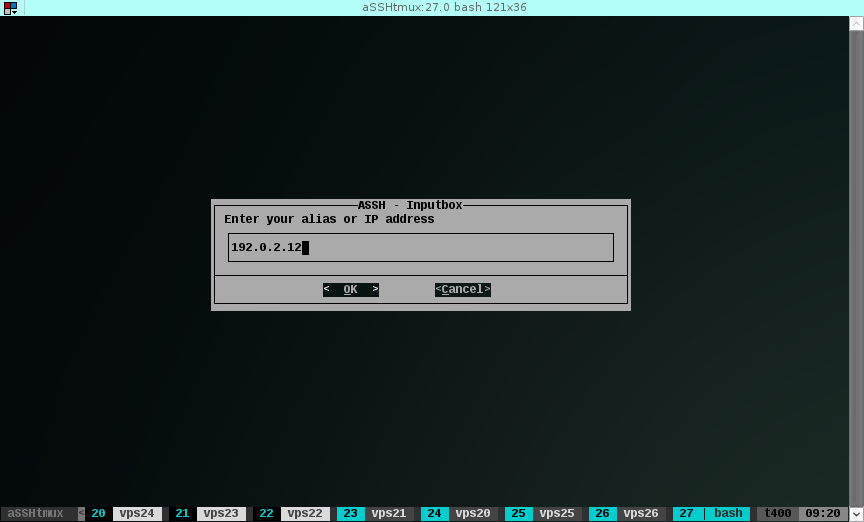 aSSHtmux:27.0 bash 121x36
ASSH - Inputbox
Enter your alias or IP address
192.0.2.12
< OK > <Cancel>
aSSHtmux < 20 vps24 21 vps23 22 vps22 23 vps21 24 vps20 25 vps25 26 vps26 27 | bash t400 09:20